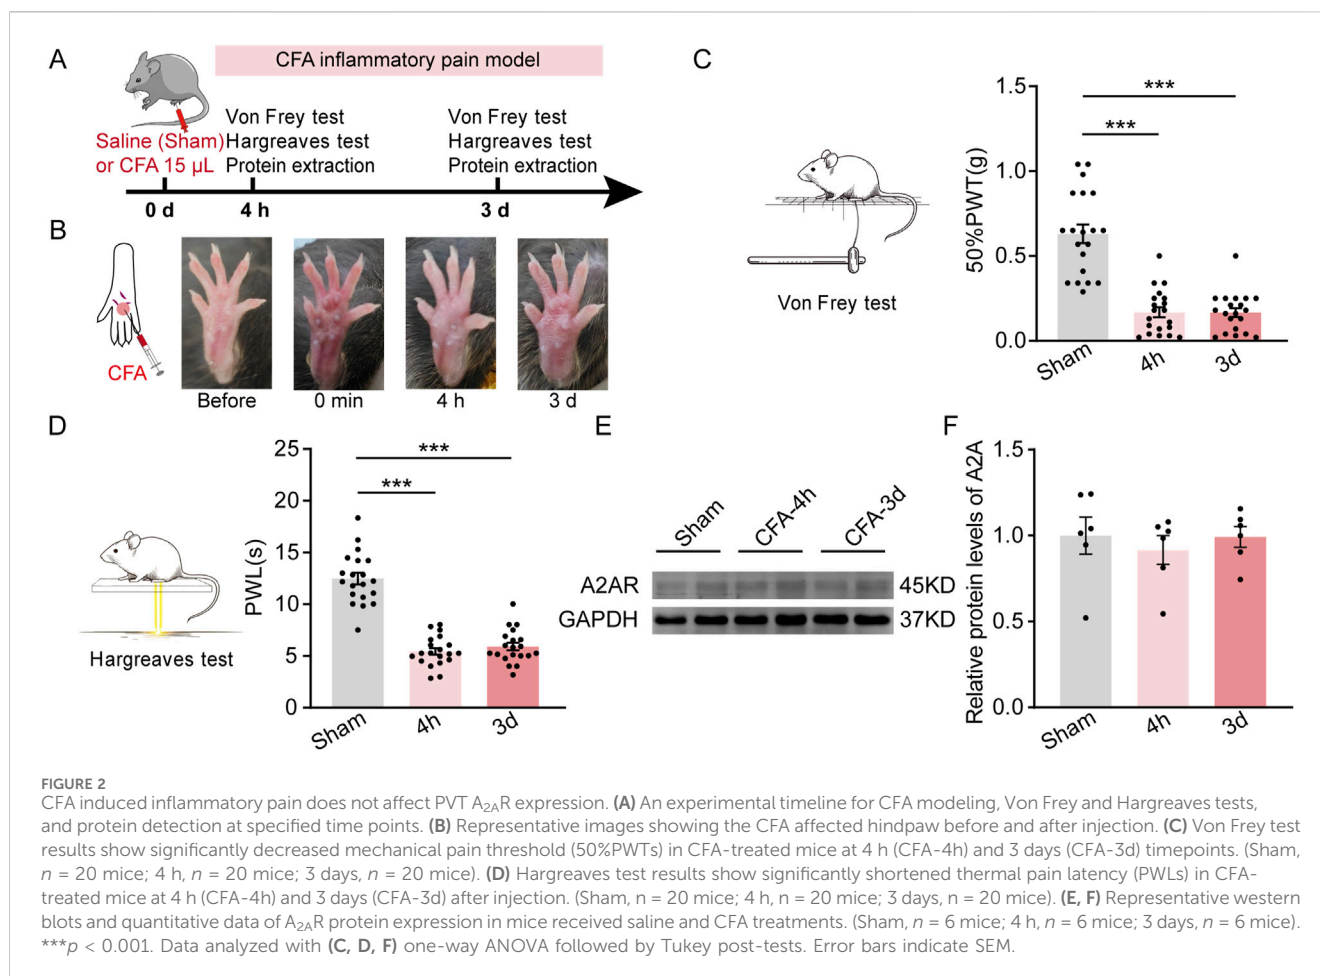 A
CFA inflammatory pain model
Saline (Sham)
or CFA 15 µL
Von Frey test
Hargreaves test
Protein extraction
Von Frey test
Hargreaves test
Protein extraction
0 d
4 h
3 d
B
CFA
Before
0 min
4 h
3 d
C
Von Frey test
50%PWT(g)
1.5
1.0
0.5
0.0
***
***
Sham
4h
3d
D
Hargreaves test
PWL(s)
25
20
15
10
5
0
***
***
Sham
4h
3d
E
Sham
CFA-4h
CFA-3d
A2AR
45KD
GAPDH
37KD
F
Relative protein levels of A2A
1.5
1.0
0.5
0.0
Sham
4h
3d
FIGURE 2
CFA induced inflammatory pain does not affect PVT A2AR expression. (A) An experimental timeline for CFA modeling, Von Frey and Hargreaves tests,
and protein detection at specified time points. (B) Representative images showing the CFA affected hindpaw before and after injection. (C) Von Frey test
results show significantly decreased mechanical pain threshold (50%PWTs) in CFA-treated mice at 4 h (CFA-4h) and 3 days (CFA-3d) timepoints. (Sham,
n = 20 mice; 4 h, n = 20 mice; 3 days, n = 20 mice). (D) Hargreaves test results show significantly shortened thermal pain latency (PWLs) in CFA-
treated mice at 4 h (CFA-4h) and 3 days (CFA-3d) after injection. (Sham, n = 20 mice; 4 h, n = 20 mice; 3 days, n = 20 mice). (E, F) Representative western
blots and quantitative data of A2AR protein expression in mice received saline and CFA treatments. (Sham, n = 6 mice; 4 h, n = 6 mice; 3 days, n = 6 mice).
***p < 0.001. Data analyzed with (C, D, F) one-way ANOVA followed by Tukey post-tests. Error bars indicate SEM.